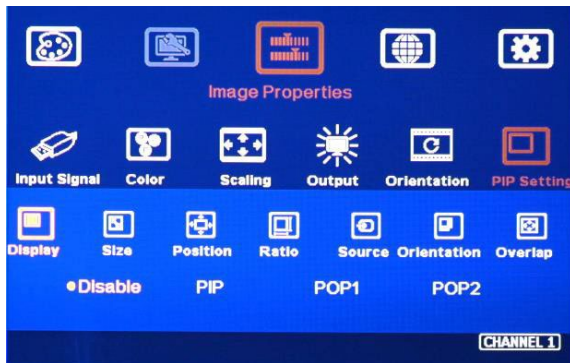 Image Properties
Input Signal Color Scaling Output Orientation PIP Setting
Display Size Position Ratio Source Orientation Overlap
Disable PIP POP1 POP2
CHANNEL 1